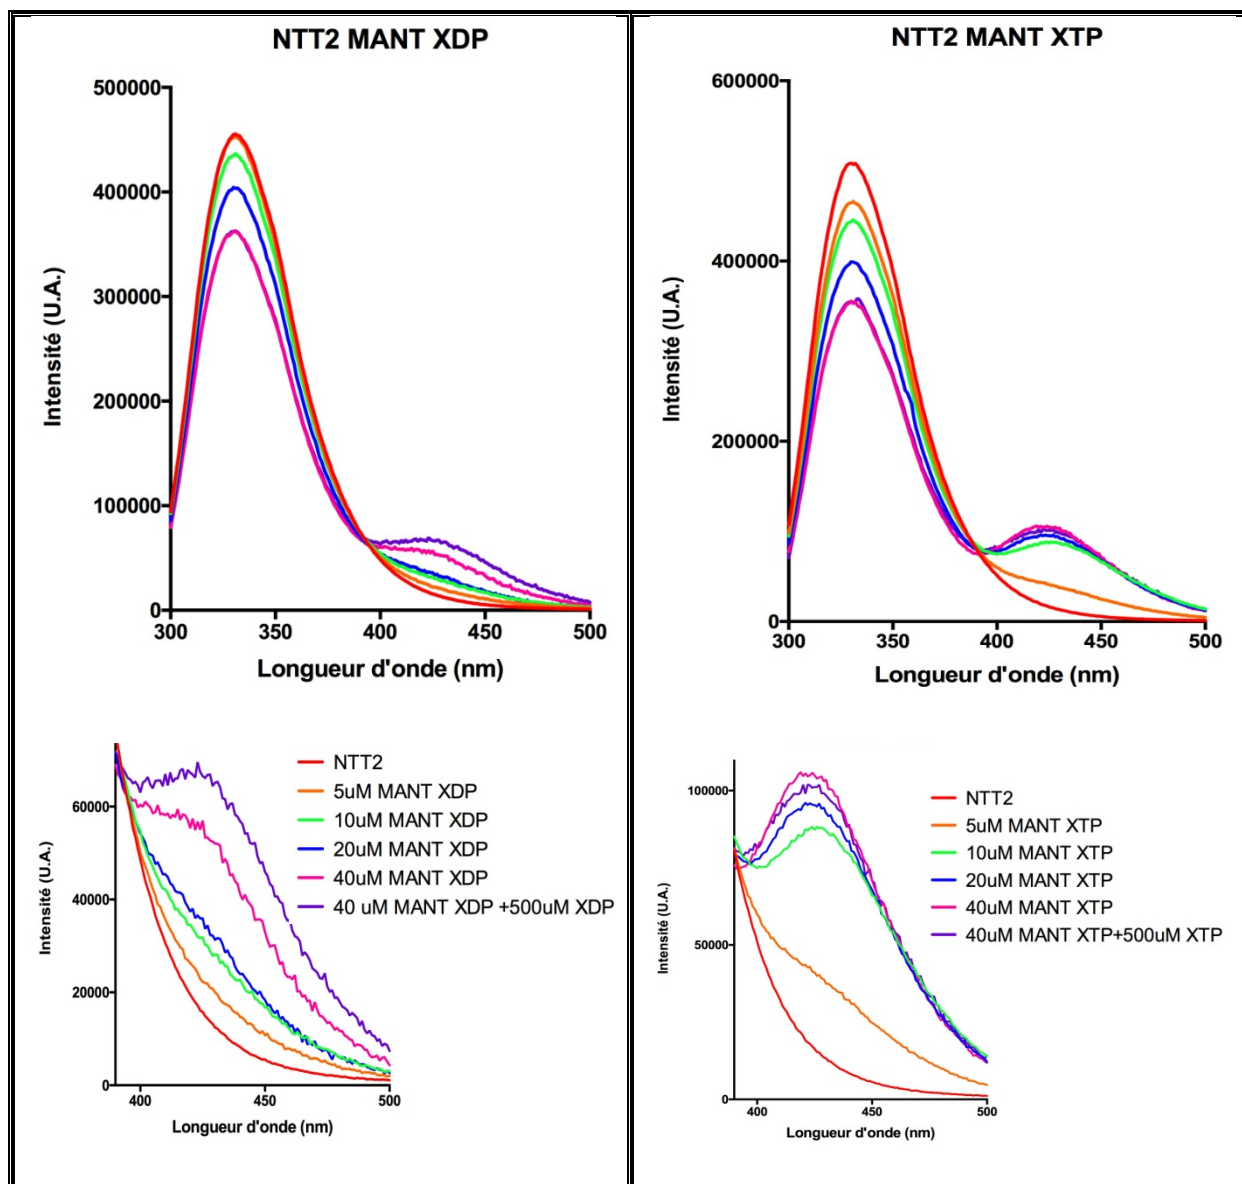 NTT2 MANT XDP
500000
400000
300000
200000
100000
0
300
350
400
450
500
Intensité (U.A.)
Longueur d'onde (nm)
NTT2 MANT XTP
600000
400000
200000
0
300
350
400
450
500
Intensité (U.A.)
Longueur d'onde (nm)
60000
40000
20000
0
400
450
500
Intensité (U.A.)
Longueur d'onde (nm)
NTT2
5uM MANT XDP
10uM MANT XDP
20uM MANT XDP
40uM MANT XDP
40 uM MANT XDP +500uM XDP
100000
50000
0
400
450
500
Intensité (U.A.)
Longueur d'onde (nm)
NTT2
5uM MANT XTP
10uM MANT XTP
20uM MANT XTP
40uM MANT XTP
40uM MANT XTP+500uM XTP